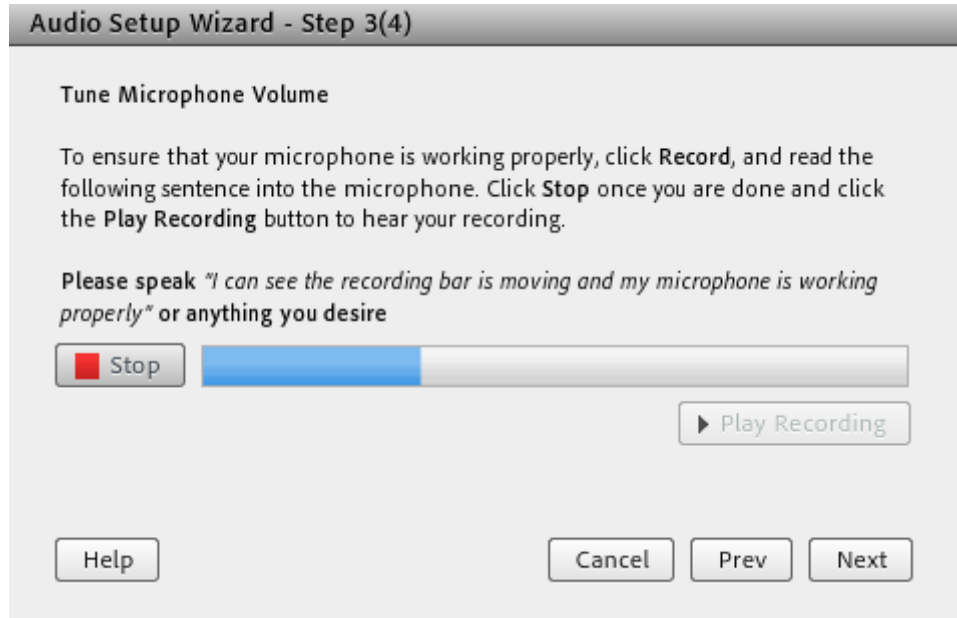 Audio Setup Wizard - Step 3(4)
Tune Microphone Volume
To ensure that your microphone is working properly, click Record, and read the
following sentence into the microphone. Click Stop once you are done and click
the Play Recording button to hear your recording.
Please speak "I can see the recording bar is moving and my microphone is working
properly" or anything you desire
Stop
Play Recording
Help Cancel Prev Next